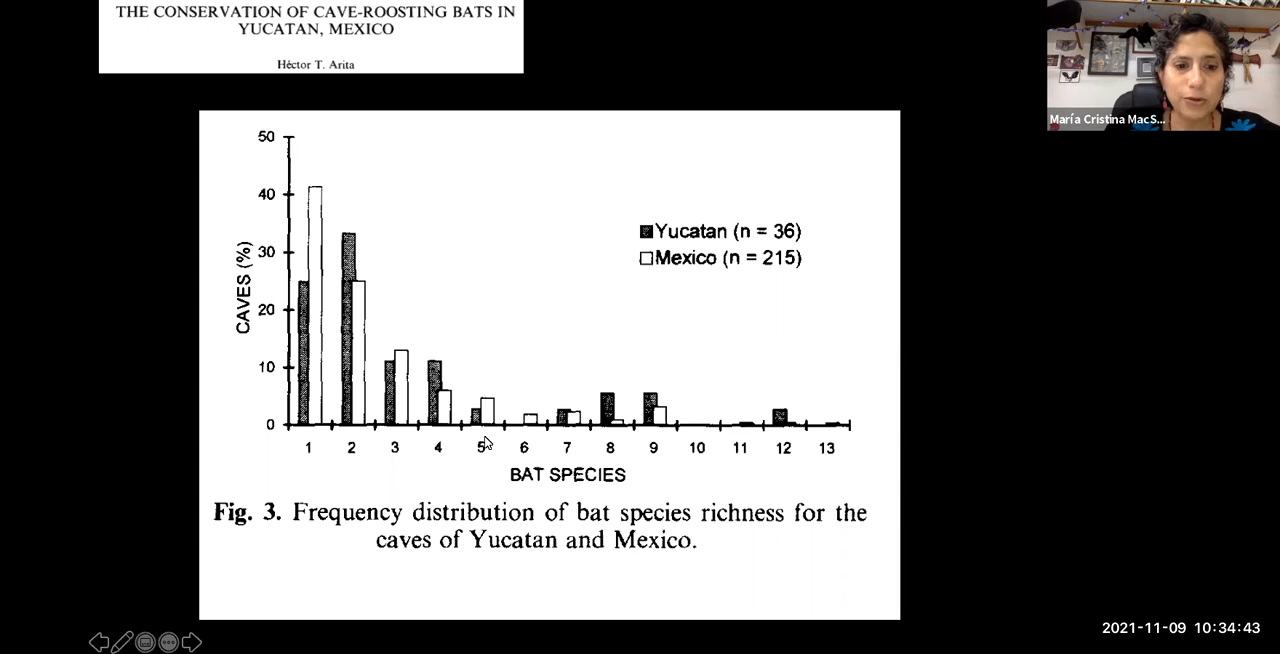 THE CONSERVATION OF CAVE-ROOSTING BATS IN
YUCATAN, MEXICO
Héctor T. Arita
María Cristina MacS...
50
40
30
20
10
0
CAVES (%)
Yucatan (n = 36)
Mexico (n = 215)
1 2 3 4 5 6 7 8 9 10 11 12 13
BAT SPECIES
Fig. 3. Frequency distribution of bat species richness for the
caves of Yucatan and Mexico.
2021-11-09 10:34:43